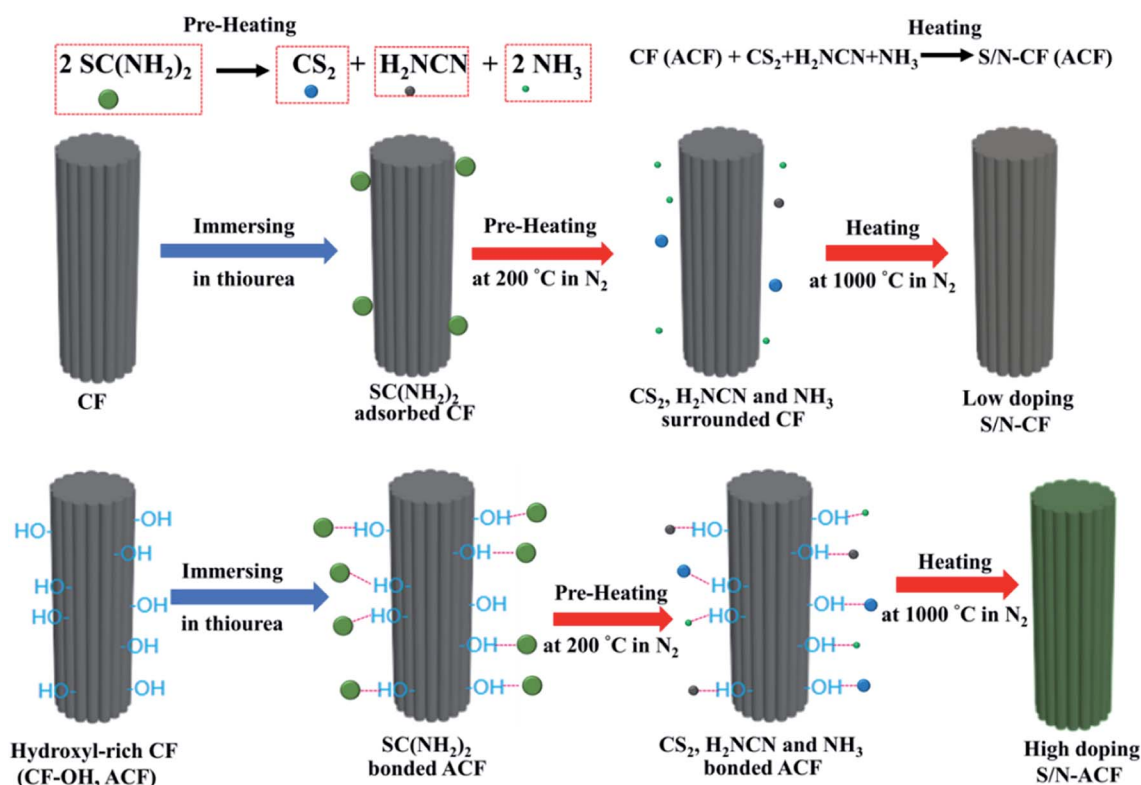 Pre-Heating
2 SC(NH₂)₂ → CS₂ + H₂NCN + 2 NH₃
Heating
CF (ACF) + CS₂+H₂NCN+NH₃ → S/N-CF (ACF)
Immersing
in thiourea
Pre-Heating
at 200 °C in N₂
Heating
at 1000 °C in N₂
CF
SC(NH₂)₂
adsorbed CF
CS₂, H₂NCN and NH₃
surrounded CF
Low doping
S/N-CF
HO-
-OH
-OH
HO-
HO-
-OH
-OH
HO-
-OH
Immersing
in thiourea
HO-
-OH
-OH
HO-
HO-
-OH
-OH
HO-
-OH
Pre-Heating
at 200 °C in N₂
HO-
-OH
-OH
HO-
HO-
-OH
-OH
HO-
-OH
Heating
at 1000 °C in N₂
Hydroxyl-rich CF
(CF-OH, ACF)
SC(NH₂)₂
bonded ACF
CS₂, H₂NCN and NH₃
bonded ACF
High doping
S/N-ACF